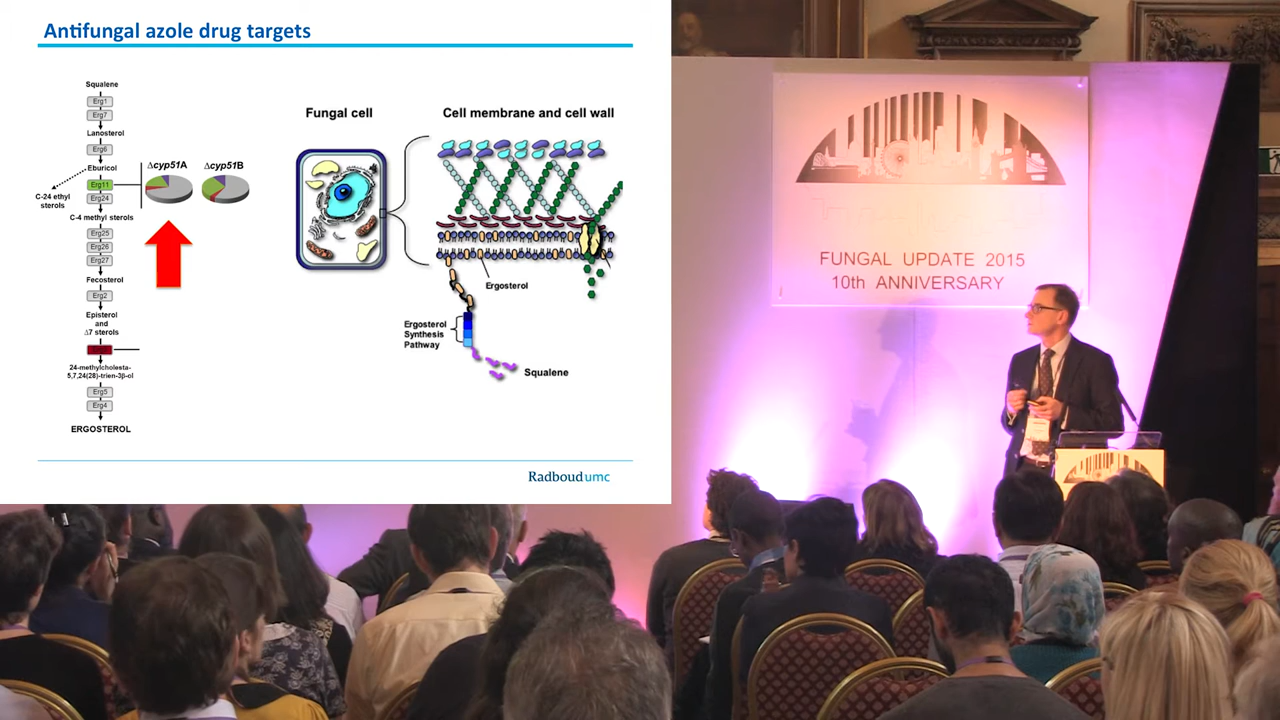 Antifungal azole drug targets
Squalene
Erg1
Erg7
Lanosterol
Erg6
Eburicol
Erg11
Erg24
C-24 ethyl
sterols
C-4 methyl sterols
Erg25
Erg26
Erg27
Fecosterol
Erg2
Episterol
and
Δ7 sterols
24-methylcholesta-
5,7,24(28)-trien-3β-ol
Erg5
Erg4
ERGOSTEROL
Δcyp51A
Δcyp51B
Fungal cell
Cell membrane and cell wall
Ergosterol
Ergosterol
Synthesis
Pathway
Squalene
Radboudumc
FUNGAL UPDATE 2015
10th ANNIVERSARY